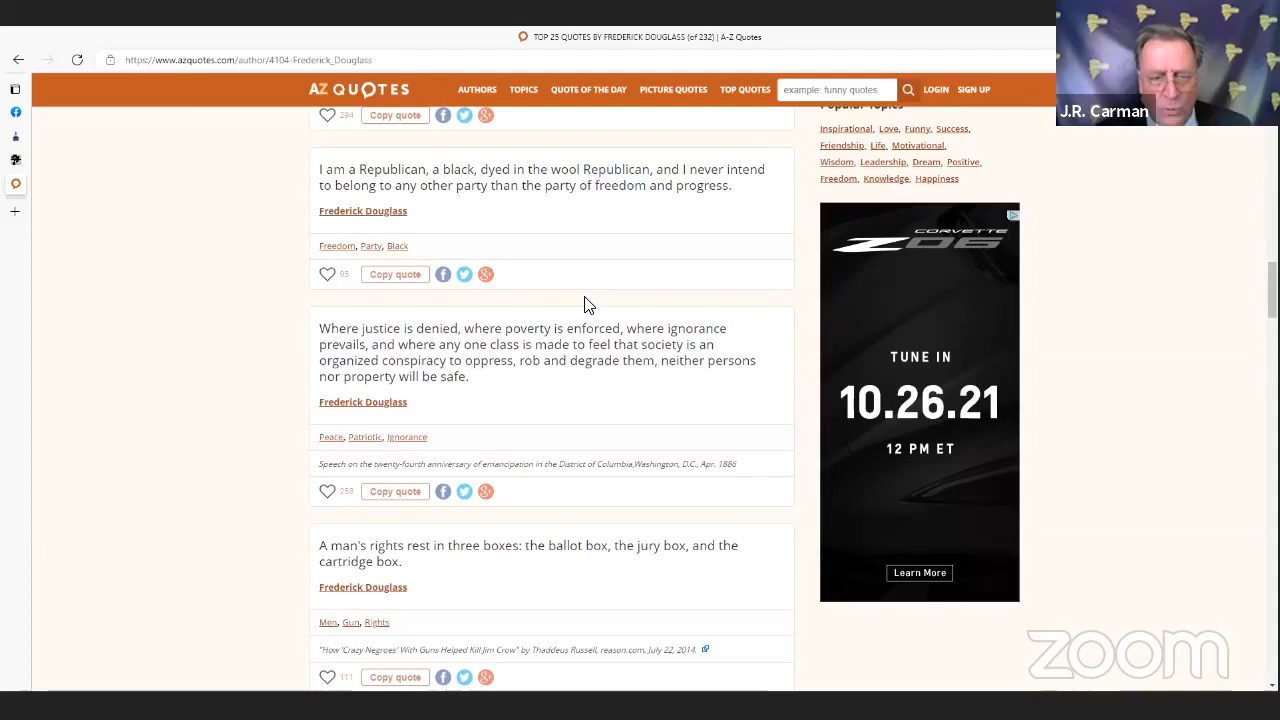 TOP 25 QUOTES BY FREDERICK DOUGLASS (of 232) | A-Z Quotes
https://www.azquotes.com/author/4104-Frederick_Douglass
AZ QUOTES
AUTHORS TOPICS QUOTE OF THE DAY PICTURE QUOTES TOP QUOTES example: funny quotes LOGIN SIGN UP
J.R. Carman
294 Copy quote
Popular Topics
Inspirational, Love, Funny, Success,
Friendship, Life, Motivational,
Wisdom, Leadership, Dream, Positive,
Freedom, Knowledge, Happiness
I am a Republican, a black, dyed in the wool Republican, and I never intend
to belong to any other party than the party of freedom and progress.
Frederick Douglass
Freedom, Party, Black
95 Copy quote
Where justice is denied, where poverty is enforced, where ignorance
prevails, and where any one class is made to feel that society is an
organized conspiracy to oppress, rob and degrade them, neither persons
nor property will be safe.
Frederick Douglass
Peace, Patriotic, Ignorance
Speech on the twenty-fourth anniversary of emancipation in the District of Columbia,Washington, D.C., Apr. 1886
258 Copy quote
A man's rights rest in three boxes: the ballot box, the jury box, and the
cartridge box.
Frederick Douglass
Men, Gun, Rights
"How 'Crazy Negroes' With Guns Helped Kill Jim Crow" by Thaddeus Russell, reason.com, July 22, 2014.
111 Copy quote
CORVETTE
Z06
TUNE IN
10.26.21
12 PM ET
Learn More
zoom